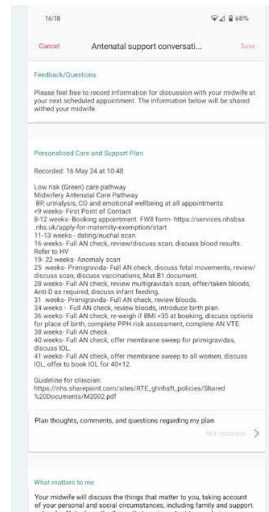 16:18
68%
Cancel
Antenatal support conversati...
Save
Feedback/Questions
Please feel free to record information for discussion with your midwife at
your next scheduled appointment. The information below will be shared
withed your midwife.
Personalised Care and Support Plan
Recorded: 16 May 24 at 10:48
Low risk (Green) care pathway
Midwifery Antenatal Care Pathway
BP, urinalysis, CO and emotional wellbeing at all appointments
<9 weeks- First Point of Contact
8-12 weeks- Booking appointment. FW8 form- https://services.nhsbsa
.nhs.uk/apply-for-maternity-exemption/start
11-13 weeks - dating/nuchal scan
16 weeks- Full AN check, review/discuss scan, discuss blood results.
Refer to HV
19- 22 weeks- Anomaly scan
25 weeks- Primigravida- Full AN check, discuss fetal movements, review/
discuss scan, discuss vaccinations, Mat B1 document.
28 weeks- Full AN check, review multigravida's scan, offer/taken bloods,
Anti-D as required, discuss infant feeding.
31 weeks- Primigravida- Full AN check, review bloods.
34 weeks - Full AN check, review bloods, introduce birth plan
36 weeks- Full AN check, re-weigh if BMI >35 at booking, discuss options
for place of birth, complete PPH risk assessment, complete AN VTE.
38 weeks- Full AN check.
40 weeks- Full AN check, offer membrane sweep for primigravidas,
discuss IOL.
41 weeks- Full AN check, offer membrane sweep to all women, discuss
IOL, offer to book IOL for 40+12
Guideline for clinician:
https://nhs.sharepoint.com/sites/RTE_ghnhsft_policies/Shared
%20Documents/M2002.pdf
Plan thoughts, comments, and questions regarding my plan
Not recorded
What matters to me
Your midwife will discuss the things that matter to you, taking account
of your personal and social circumstances, including family and support